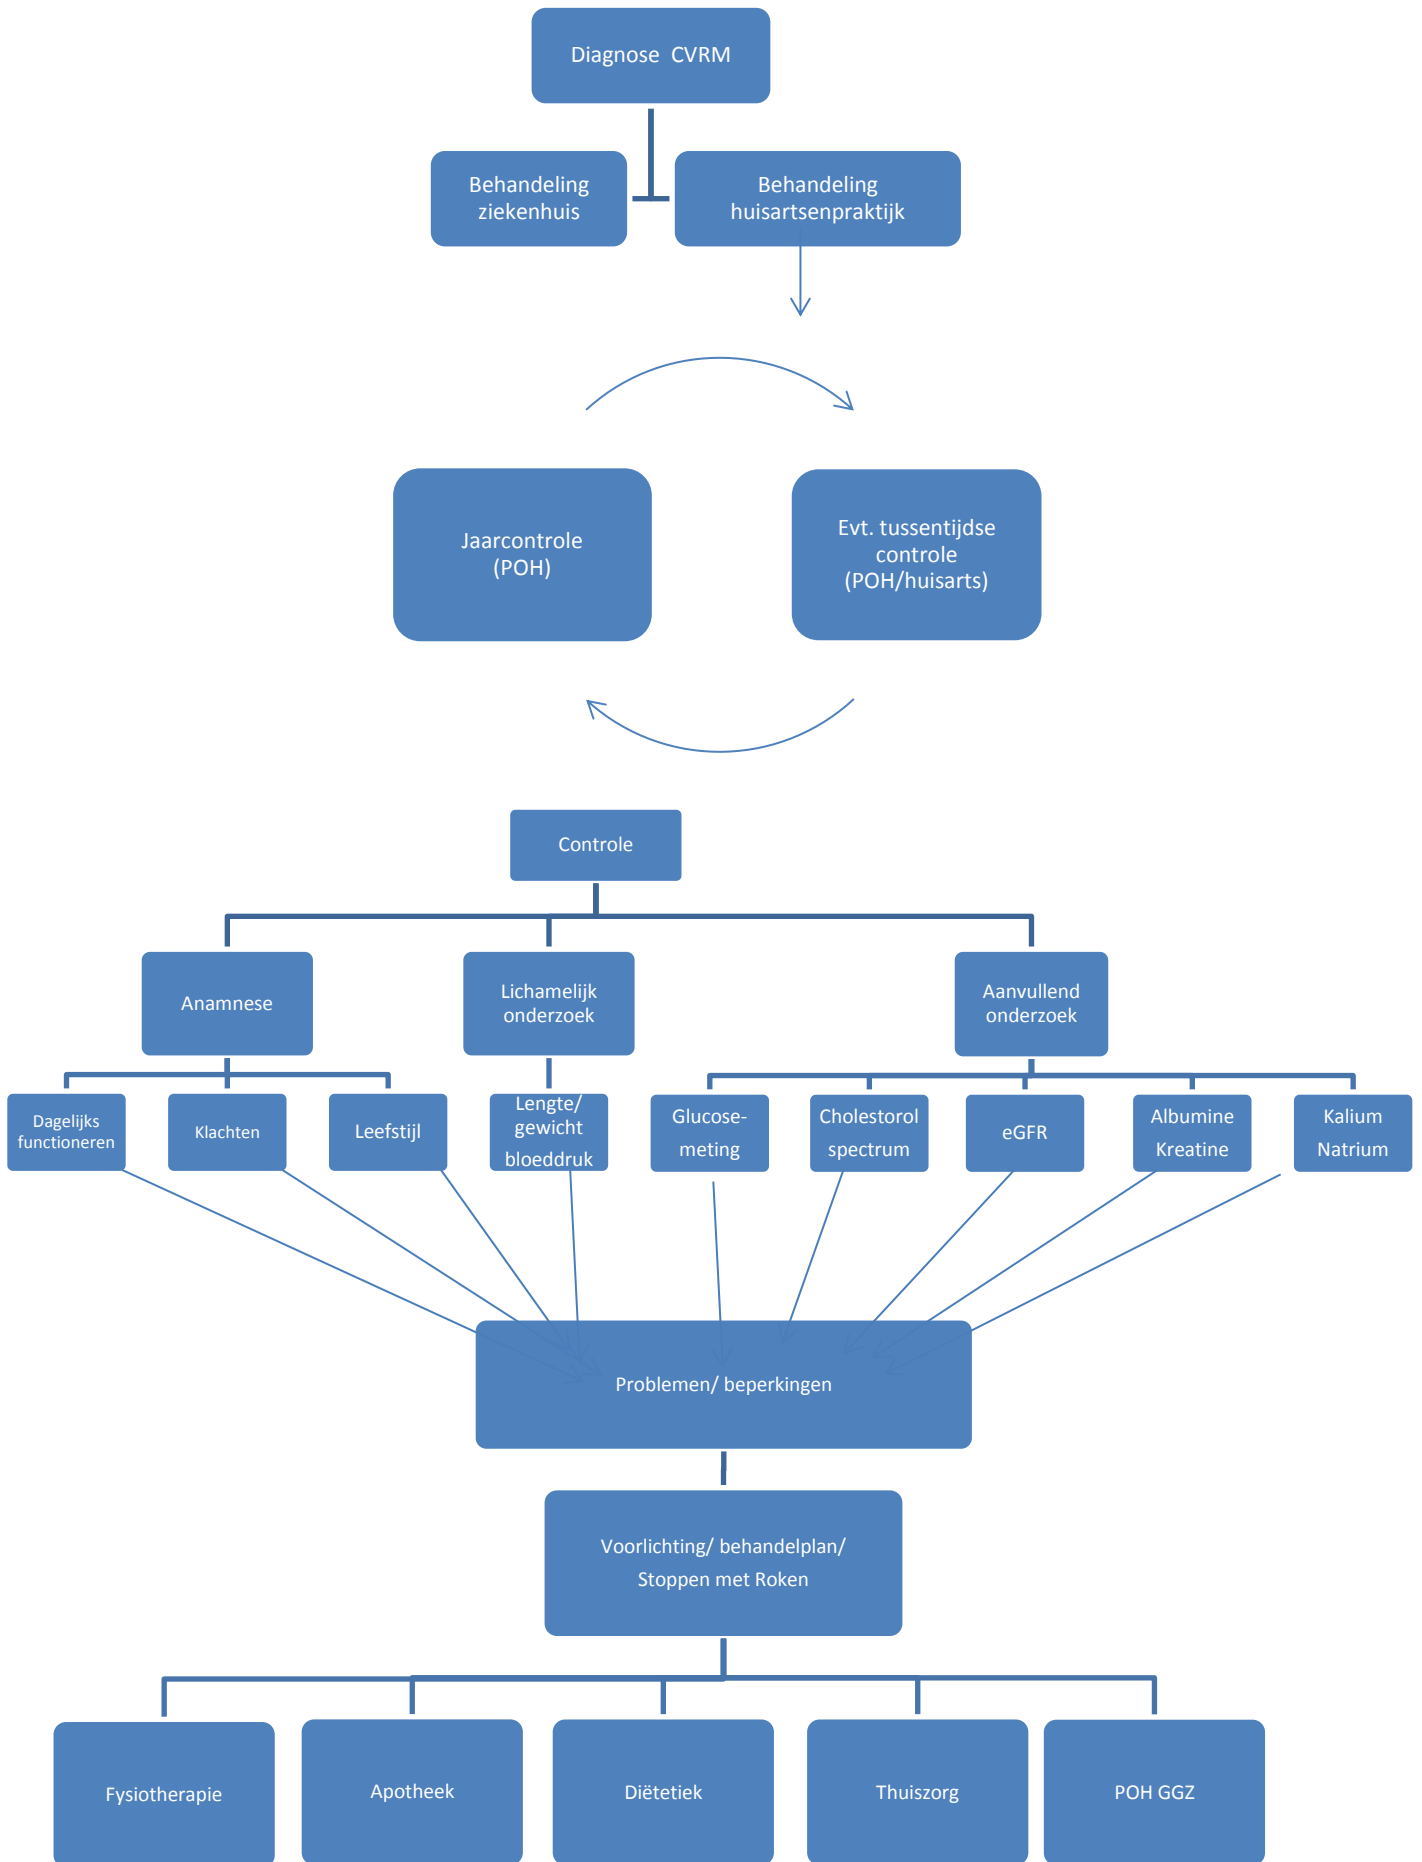 Diagnose  CVRM
Behandeling
ziekenhuis
Behandeling
huisartsenpraktijk
Jaarcontrole
(POH)
Evt. tussentijdse
controle
(POH/huisarts)
Controle
Anamnese
Lichamelijk
onderzoek
Aanvullend
onderzoek
Dagelijks
functioneren
Klachten
Leefstijl
Lengte/
gewicht
bloeddruk
Glucose-
meting
Cholestorol
spectrum
eGFR
Albumine
Kreatine
Kalium
Natrium
Problemen/ beperkingen
Voorlichting/ behandelplan/
Stoppen met Roken
Fysiotherapie
Apotheek
Diëtetiek
Thuiszorg
POH GGZ